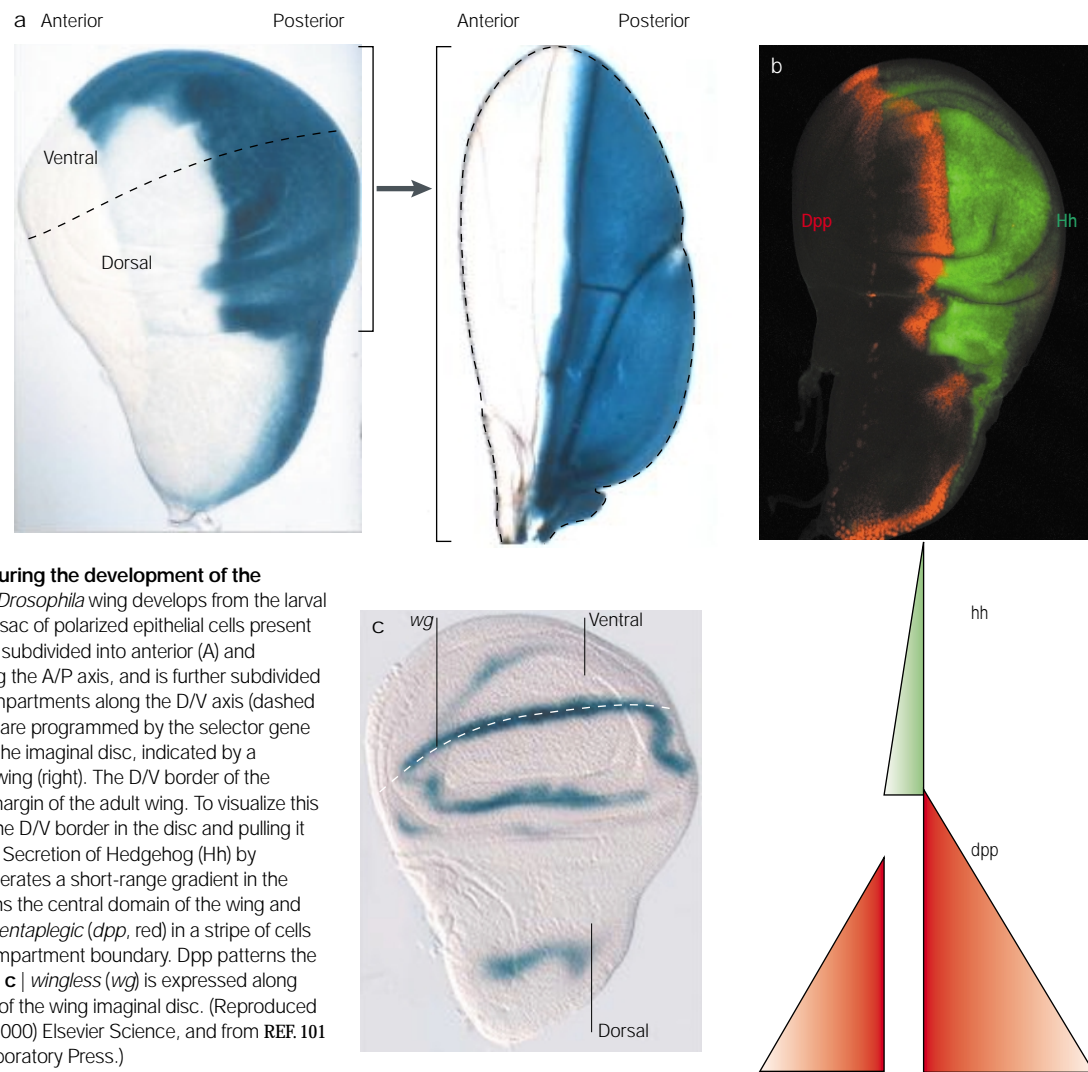 a Anterior Posterior
Anterior Posterior
b
Ventral
Dorsal
Dpp
Hh
uring the development of the
Drosophila wing develops from the larval
sac of polarized epithelial cells present
subdivided into anterior (A) and
g the A/P axis, and is further subdivided
mpartments along the D/V axis (dashed
are programmed by the selector gene
he imaginal disc, indicated by a
wing (right). The D/V border of the
margin of the adult wing. To visualize this
he D/V border in the disc and pulling it
Secretion of Hedgehog (Hh) by
erates a short-range gradient in the
ns the central domain of the wing and
entaplegic (dpp, red) in a stripe of cells
mpartment boundary. Dpp patterns the
c | wingless (wg) is expressed along
of the wing imaginal disc. (Reproduced
000) Elsevier Science, and from REF. 101
boratory Press.)
c
wg
Ventral
Dorsal
hh
dpp